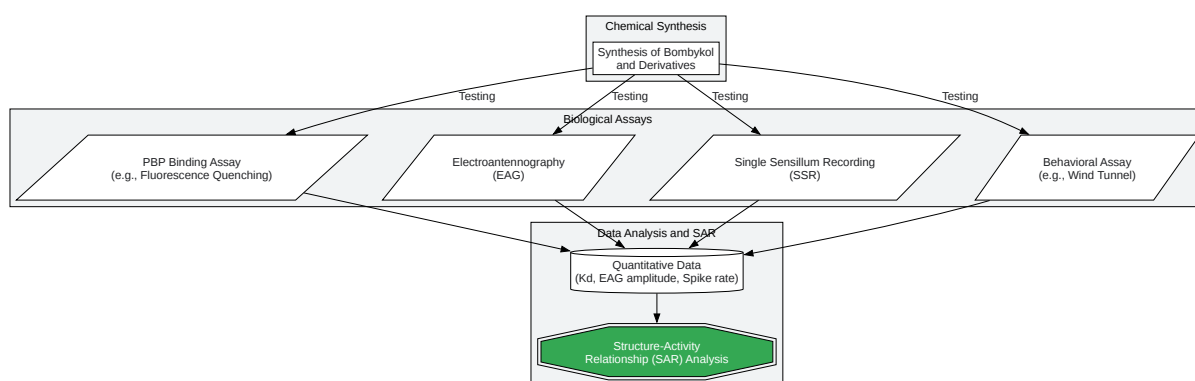 Chemical Synthesis
Synthesis of Bombykol
and Derivatives
Testing
Testing
Testing
Testing
Biological Assays
PBP Binding Assay
(e.g., Fluorescence Quenching)
Electroantennography
(EAG)
Single Sensillum Recording
(SSR)
Behavioral Assay
(e.g., Wind Tunnel)
Data Analysis and SAR
Quantitative Data
(Kd, EAG amplitude, Spike rate)
Structure-Activity
Relationship (SAR) Analysis